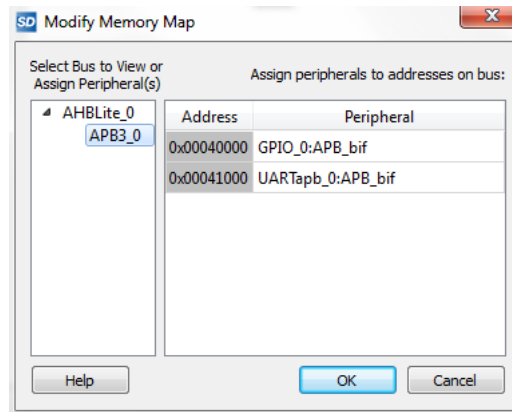 SD Modify Memory Map
Select Bus to View or
Assign Peripheral(s)
Assign peripherals to addresses on bus:
AHBLite_0
APB3_0
Address Peripheral
0x00040000 GPIO_0:APB_bif
0x00041000 UARTapb_0:APB_bif
Help OK Cancel